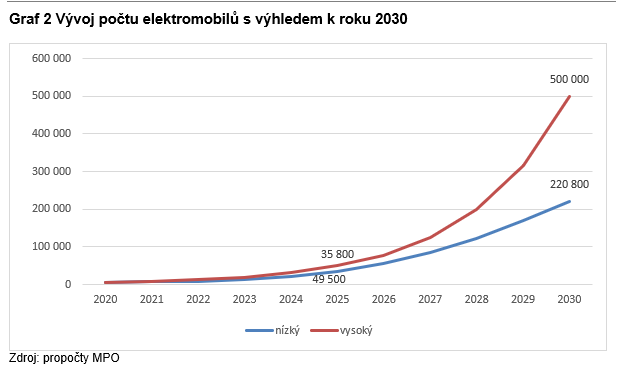 Graf 2 Vývoj počtu elektromobilů s výhledem k roku 2030
600 000
500 000
400 000
300 000
200 000
100 000
0
500 000
220 800
35 800
49 500
2020 2021 2022 2023 2024 2025 2026 2027 2028 2029 2030
nízký vysoký
Zdroj: propočty MPO